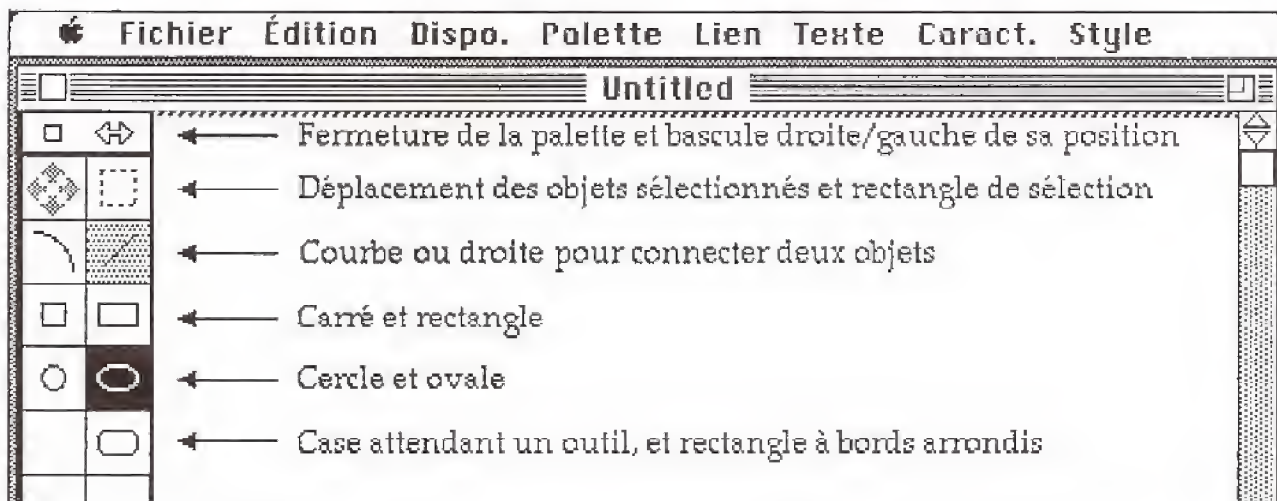 Fichier Édition Dispo. Palette Lien Texte Caract. Style
Untitled
Fermeture de la palette et bascule droite/gauche de sa position
Déplacement des objets sélectionnés et rectangle de sélection
Courbe ou droite pour connecter deux objets
Carré et rectangle
Cercle et ovale
Case attendant un outil, et rectangle à bords arrondis